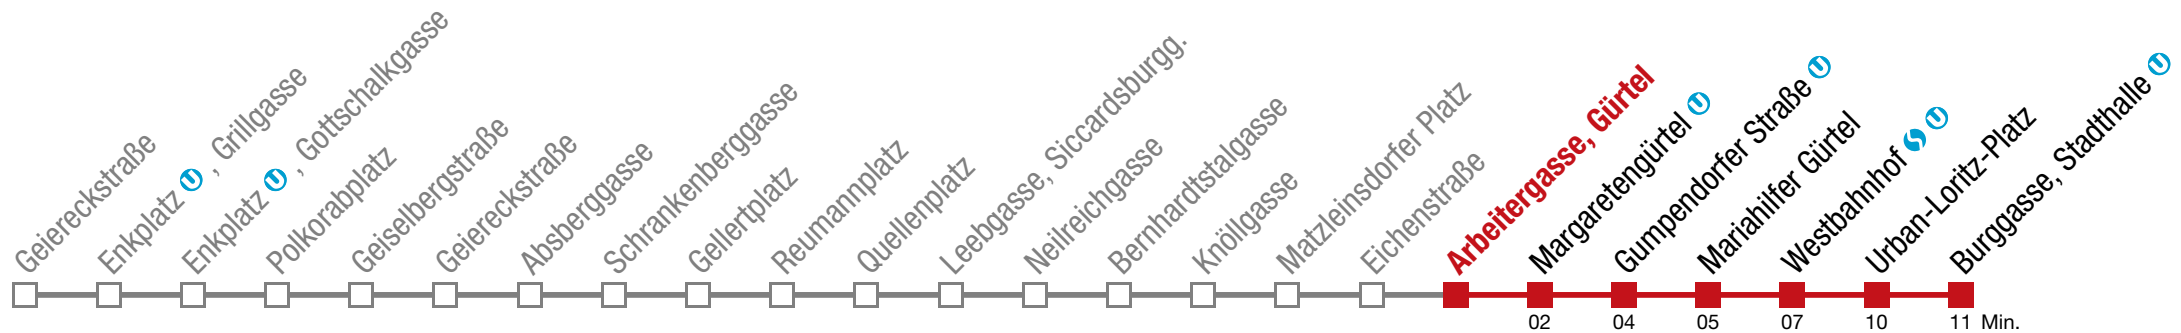 Geiereckstraße
Enkplatz U, Grillgasse
Enkplatz U, Gottschalkgasse
Polkorabplatz
Geiselbergstraße
Geiereckstraße
Absberggasse
Schrankenberggasse
Gellertplatz
Reumannplatz
Quellenplatz
Leebgasse, Siccardsburgg.
Neilreichgasse
Bernhardtstalgasse
Knöllgasse
Matzleinsdorfer Platz
Eichenstraße
Arbeitergasse, Gürtel
Margaretengürtel U
Gumpendorfer Straße U
Mariahilfer Gürtel
Westbahnhof S U
Urban-Loritz-Platz
Burggasse, Stadthalle U
02 04 05 07 10 11 Min.